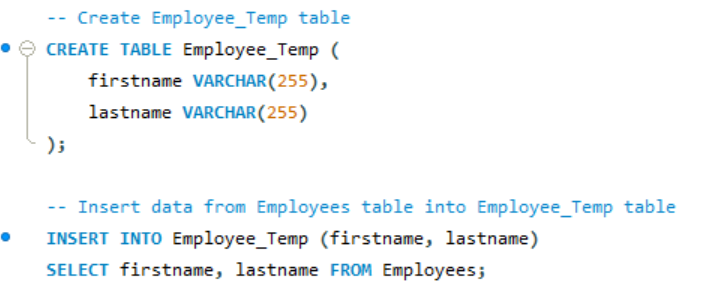 -- Create Employee_Temp table
CREATE TABLE Employee_Temp (
firstname VARCHAR(255),
lastname VARCHAR(255)
);
-- Insert data from Employees table into Employee_Temp table
INSERT INTO Employee_Temp (firstname, lastname)
SELECT firstname, lastname FROM Employees;